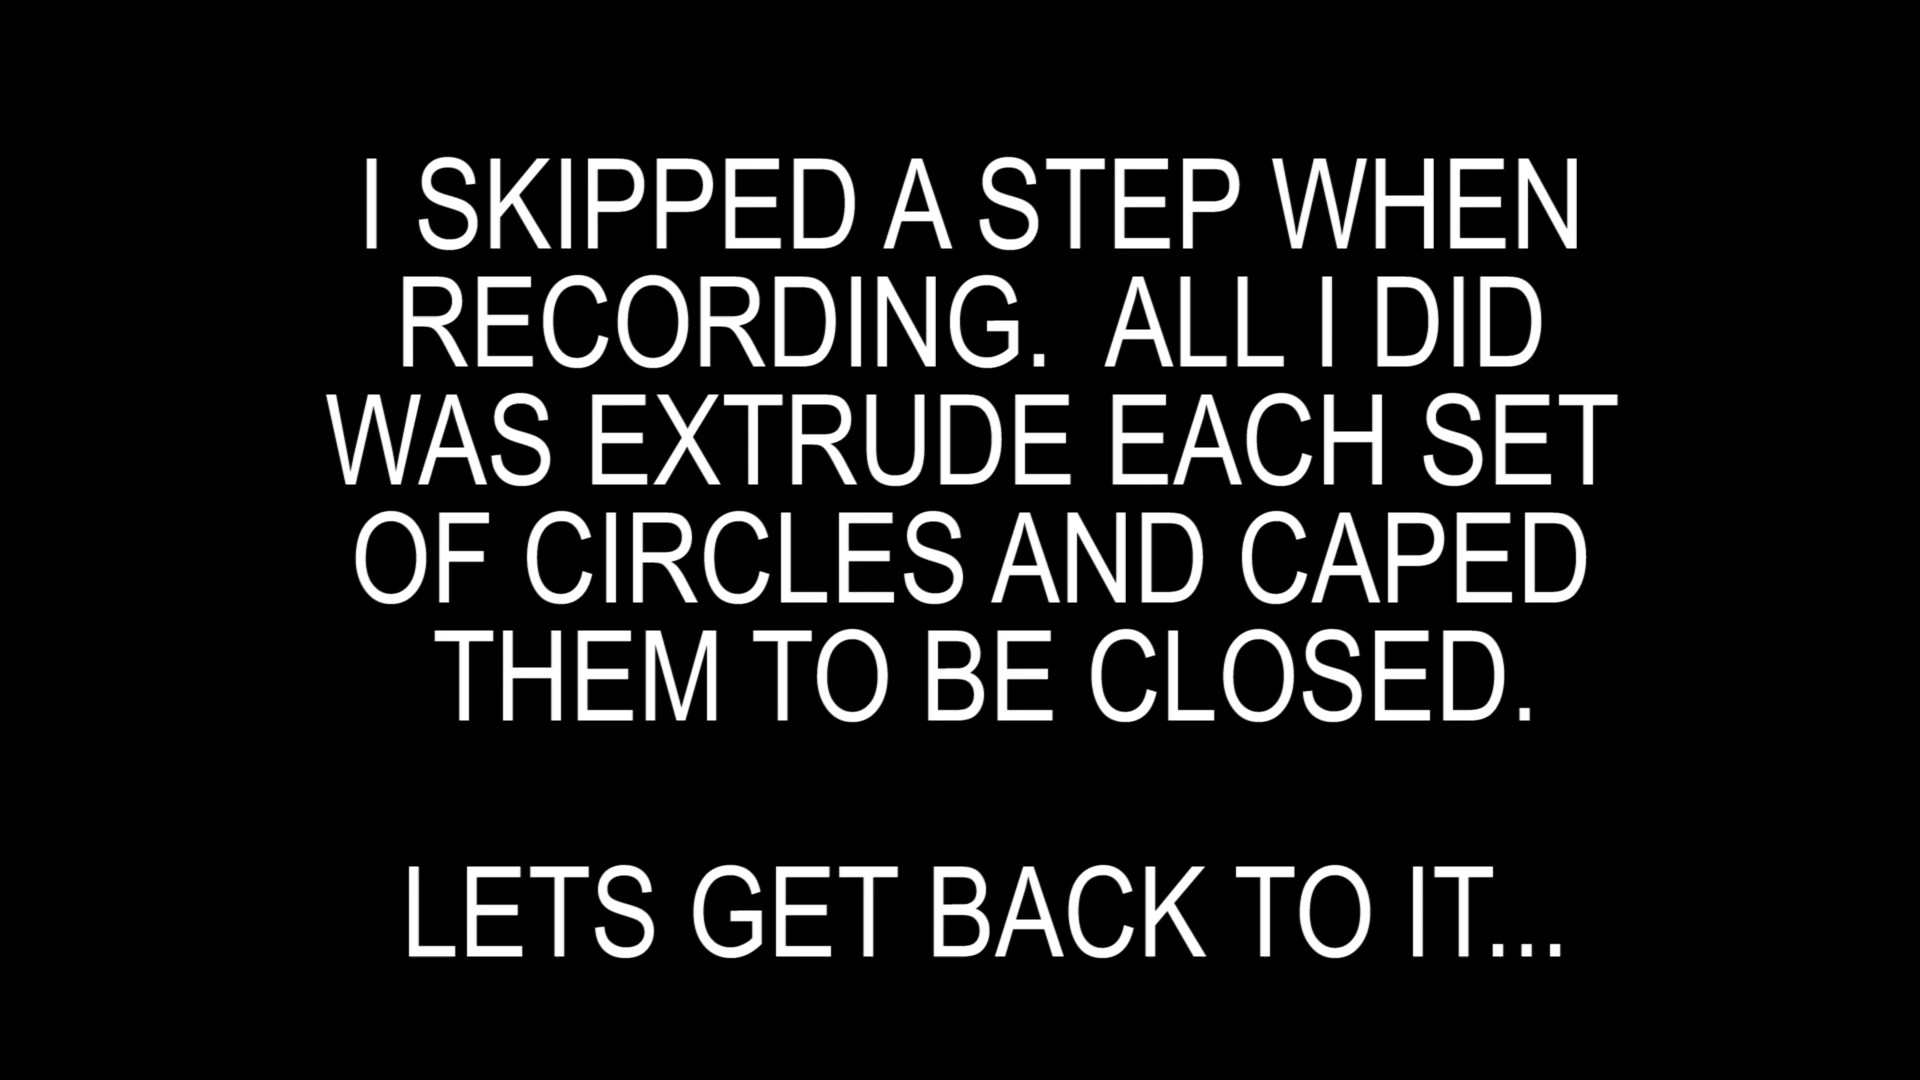 I SKIPPED A STEP WHEN
RECORDING.  ALL I DID
WAS EXTRUDE EACH SET
OF CIRCLES AND CAPED
THEM TO BE CLOSED.
LETS GET BACK TO IT...